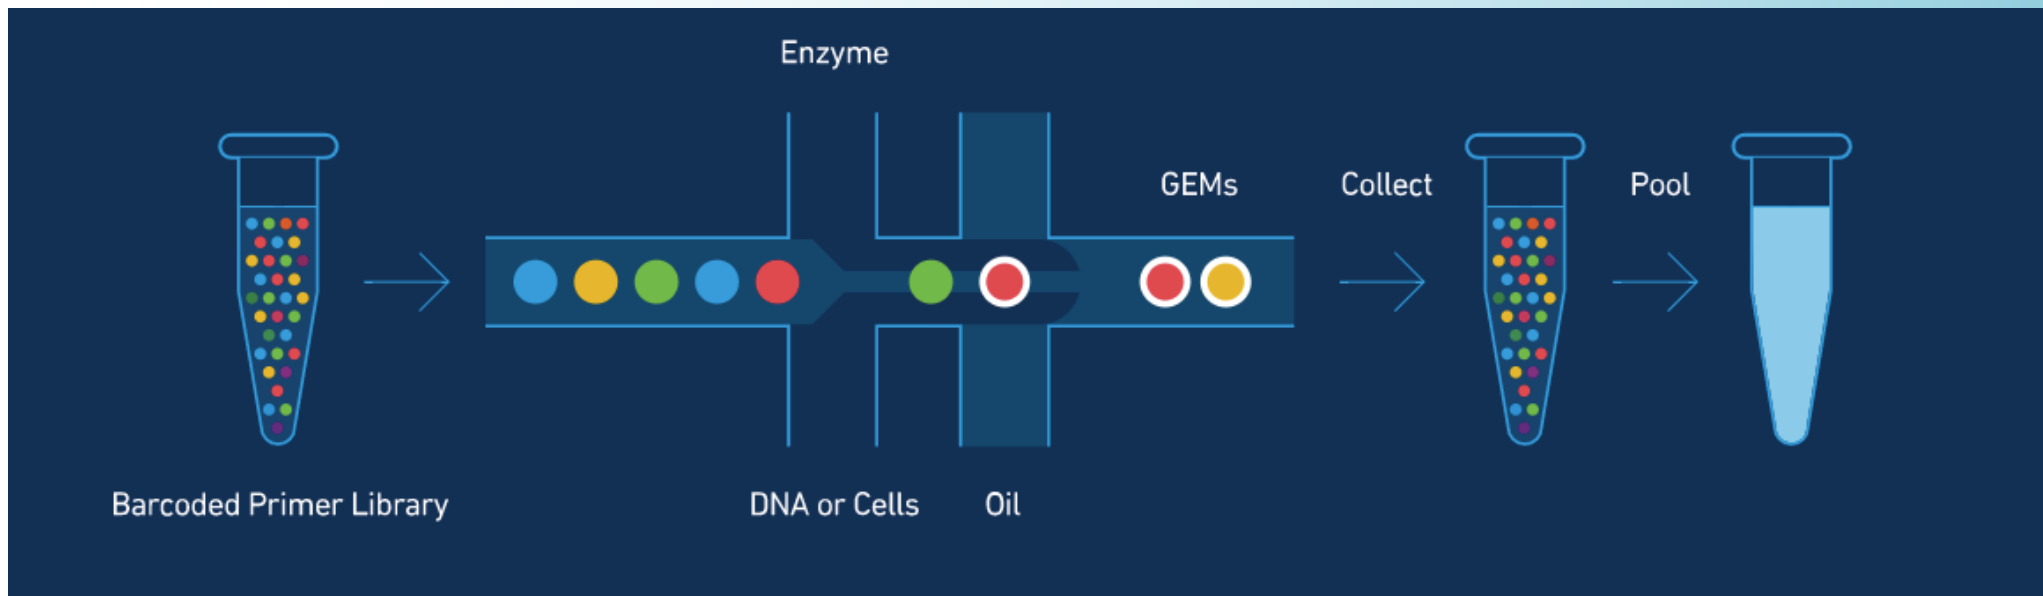 Enzyme
GEMs
Collect
Pool
Barcoded Primer Library
DNA or Cells
Oil